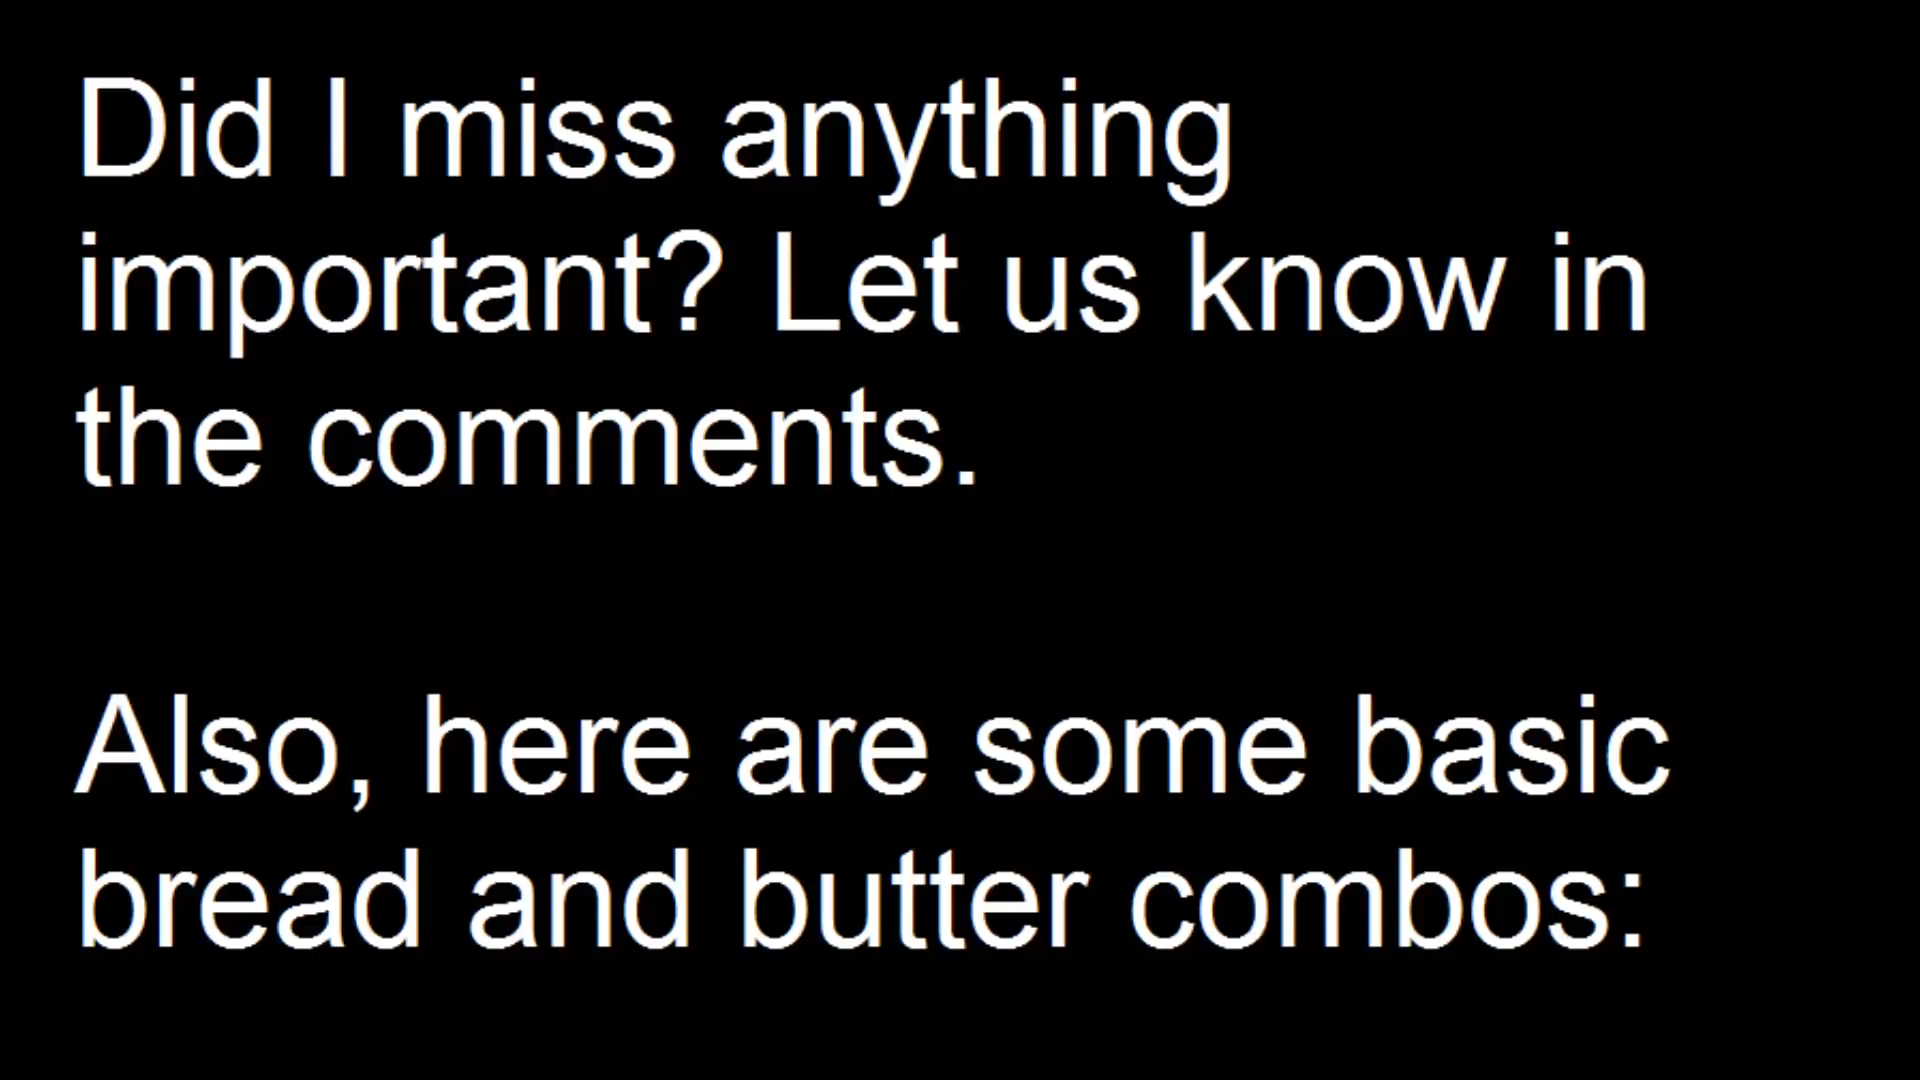 Did I miss anything
important? Let us know in
the comments.
Also, here are some basic
bread and butter combos: